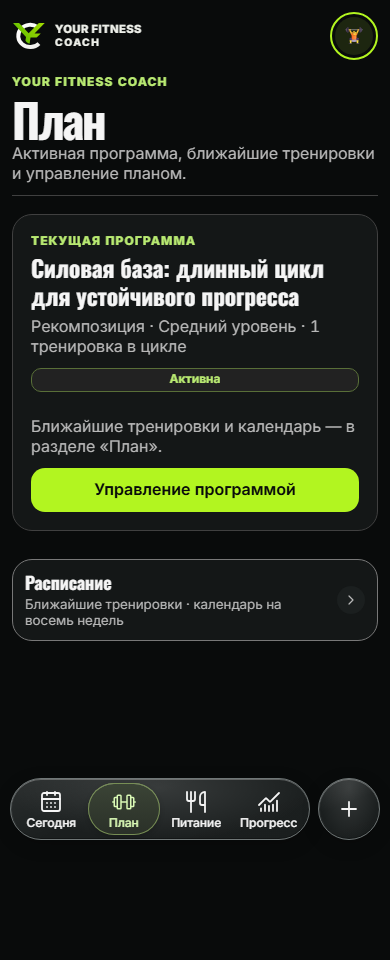 YOUR FITNESS
COACH
YOUR FITNESS COACH
План
Активная программа, ближайшие тренировки
и управление планом.
ТЕКУЩАЯ ПРОГРАММА
Силовая база: длинный цикл
для устойчивого прогресса
Рекомпозиция · Средний уровень · 1
тренировка в цикле
Активна
Ближайшие тренировки и календарь — в
разделе «План».
Управление программой
Расписание
Ближайшие тренировки · календарь на
восемь недель
Сегодня
План
Питание
Прогресс